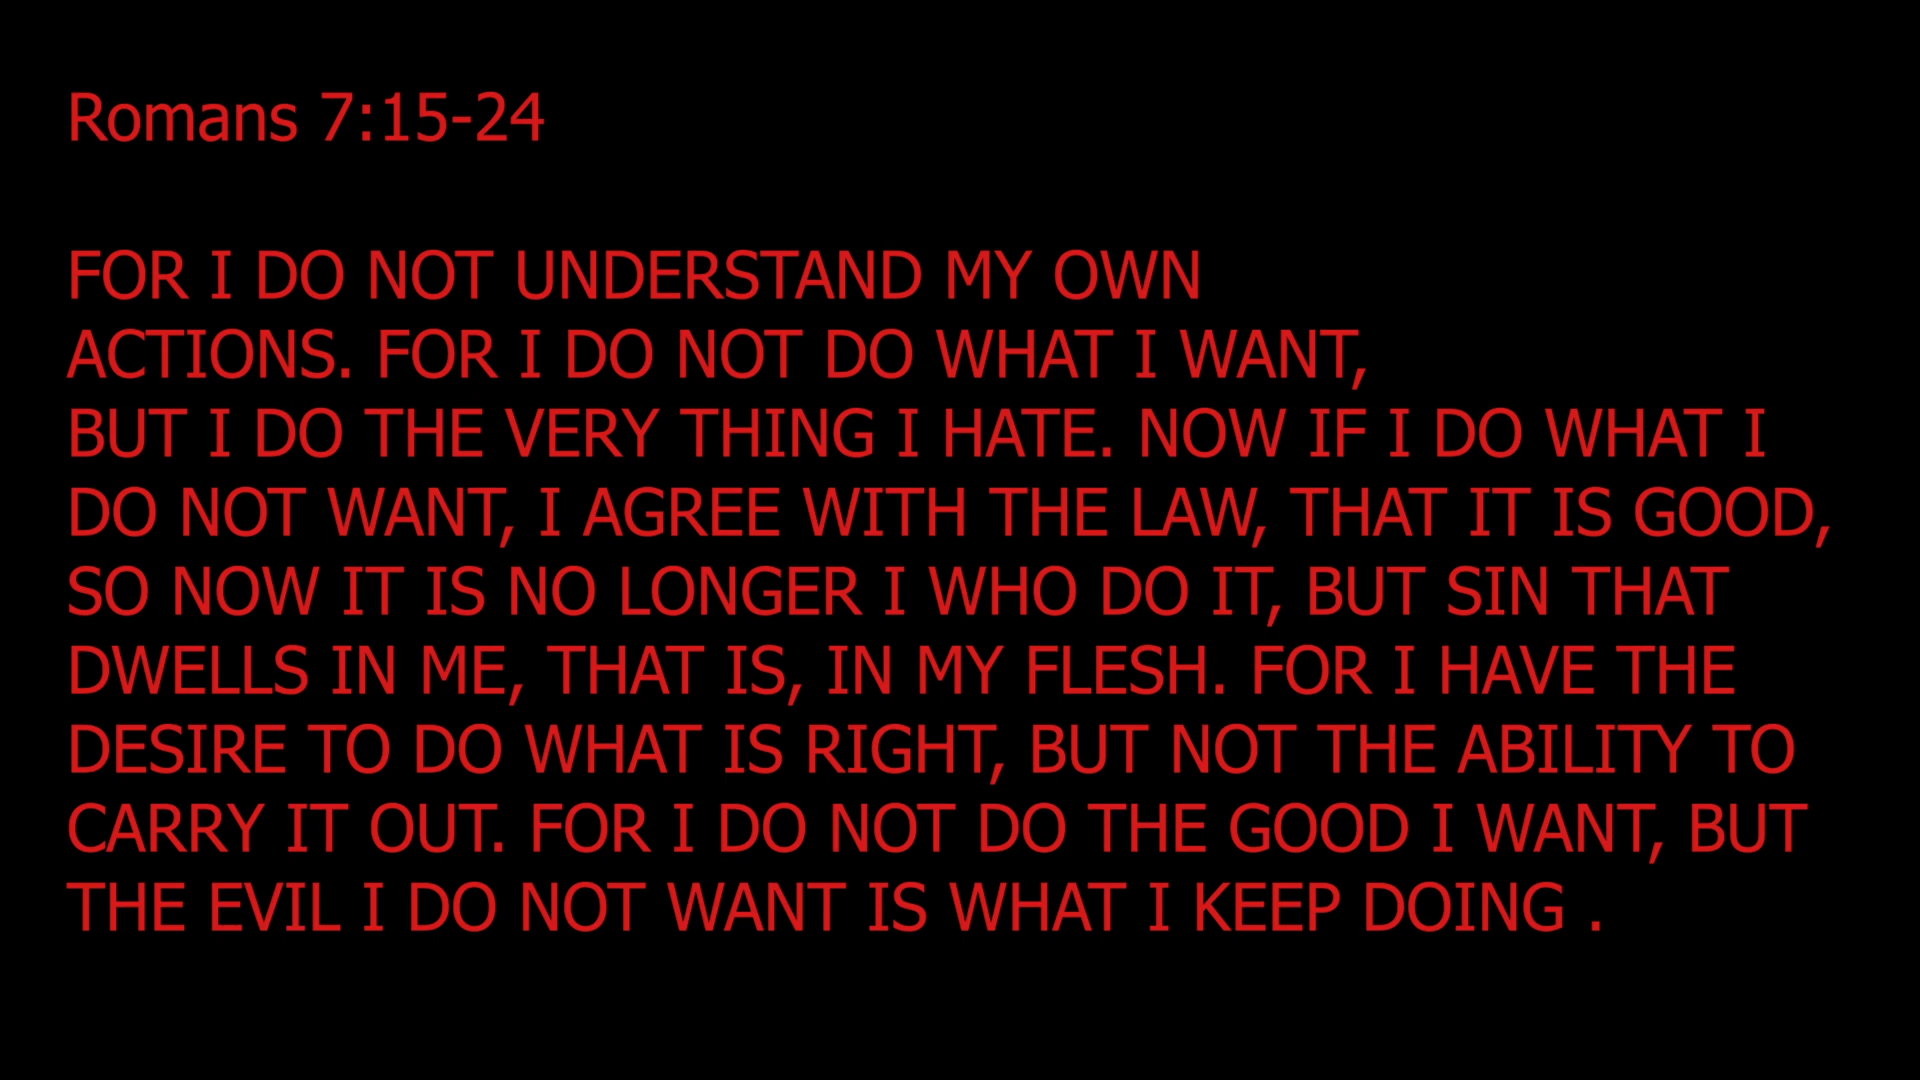 Romans 7:15-24
FOR I DO NOT UNDERSTAND MY OWN
ACTIONS. FOR I DO NOT DO WHAT I WANT,
BUT I DO THE VERY THING I HATE. NOW IF I DO WHAT I
DO NOT WANT, I AGREE WITH THE LAW, THAT IT IS GOOD,
SO NOW IT IS NO LONGER I WHO DO IT, BUT SIN THAT
DWELLS IN ME, THAT IS, IN MY FLESH. FOR I HAVE THE
DESIRE TO DO WHAT IS RIGHT, BUT NOT THE ABILITY TO
CARRY IT OUT. FOR I DO NOT DO THE GOOD I WANT, BUT
THE EVIL I DO NOT WANT IS WHAT I KEEP DOING .